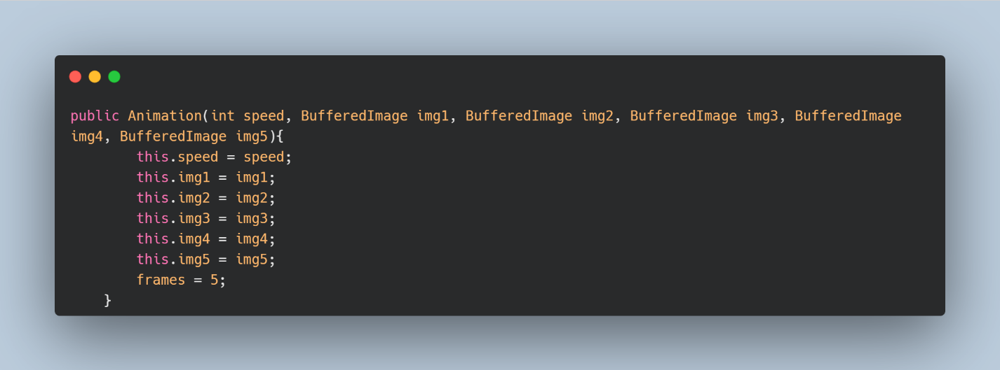 public Animation(int speed, BufferedImage img1, BufferedImage img2, BufferedImage img3, BufferedImage
img4, BufferedImage img5){
        this.speed = speed;
        this.img1 = img1;
        this.img2 = img2;
        this.img3 = img3;
        this.img4 = img4;
        this.img5 = img5;
        frames = 5;
    }